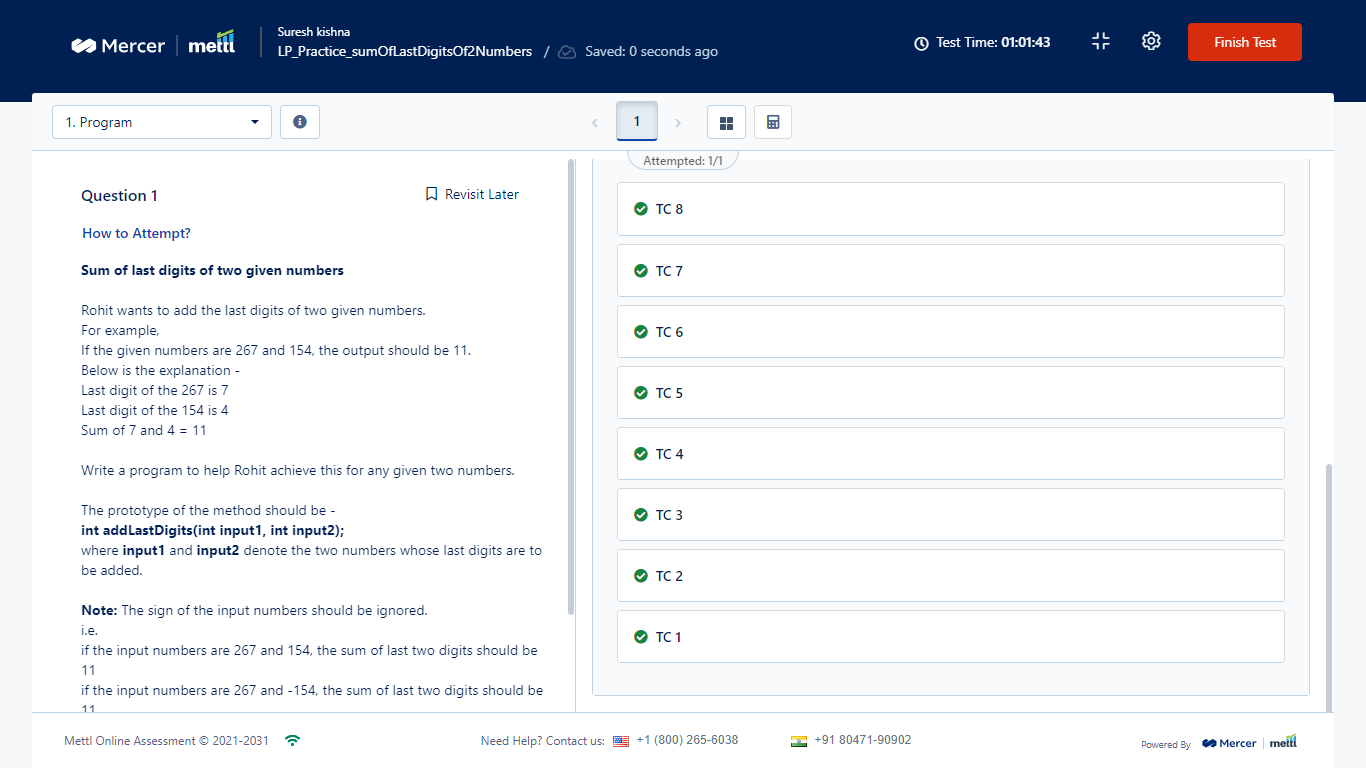 Mercer mettl
Suresh kishna
LP_Practice_sumOfLastDigitsOf2Numbers / Saved: 0 seconds ago
Test Time: 01:01:43
Finish Test
1. Program
1
Attempted: 1/1
Question 1
Revisit Later
How to Attempt?
Sum of last digits of two given numbers
Rohit wants to add the last digits of two given numbers.
For example,
If the given numbers are 267 and 154, the output should be 11.
Below is the explanation -
Last digit of the 267 is 7
Last digit of the 154 is 4
Sum of 7 and 4 = 11
Write a program to help Rohit achieve this for any given two numbers.
The prototype of the method should be -
int addLastDigits(int input1, int input2);
where input1 and input2 denote the two numbers whose last digits are to
be added.
Note: The sign of the input numbers should be ignored.
i.e.
if the input numbers are 267 and 154, the sum of last two digits should be
11
if the input numbers are 267 and -154, the sum of last two digits should be
11
TC 8
TC 7
TC 6
TC 5
TC 4
TC 3
TC 2
TC 1
Mettl Online Assessment © 2021-2031
Need Help? Contact us: +1 (800) 265-6038
+91 80471-90902
Powered By Mercer mettl